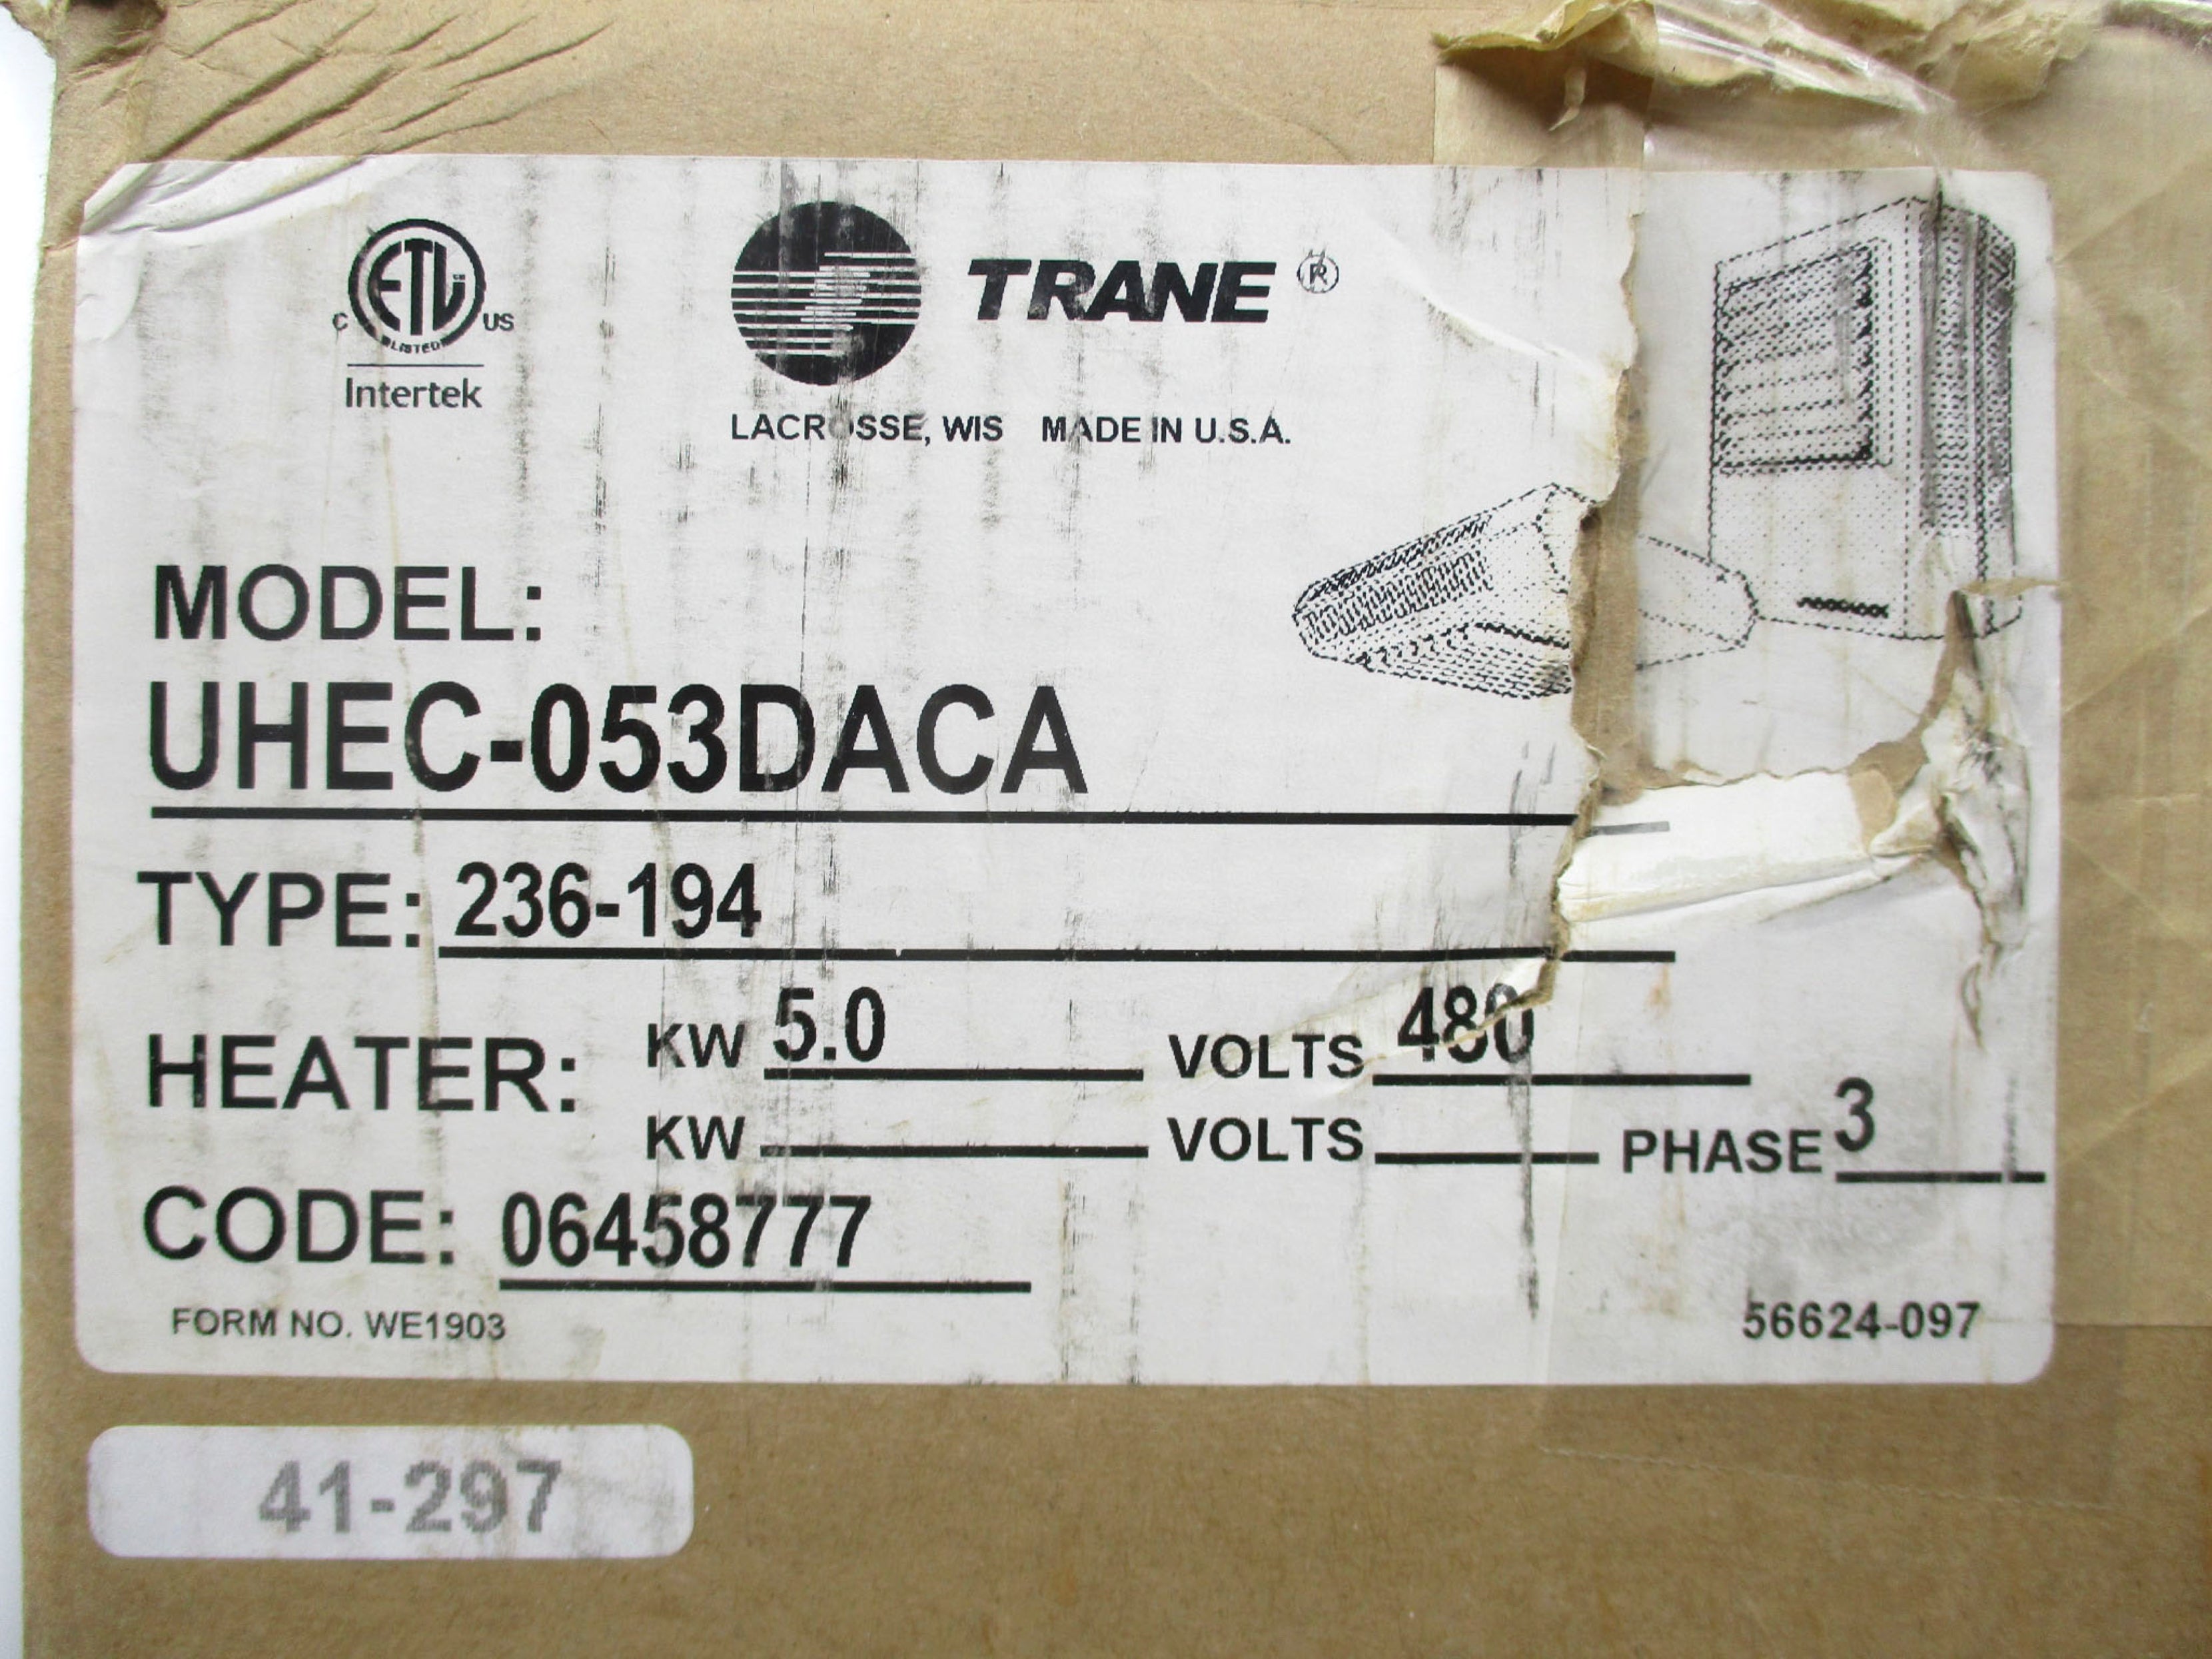 ETL
C US
LISTED
Intertek
TRANE ®
LACROSSE, WIS MADE IN U.S.A.
MODEL:
UHEC-053DACA
TYPE: 236-194
HEATER: KW 5.0 VOLTS 480
KW VOLTS PHASE 3
CODE: 06458777
FORM NO. WE1903 56624-097
41-297